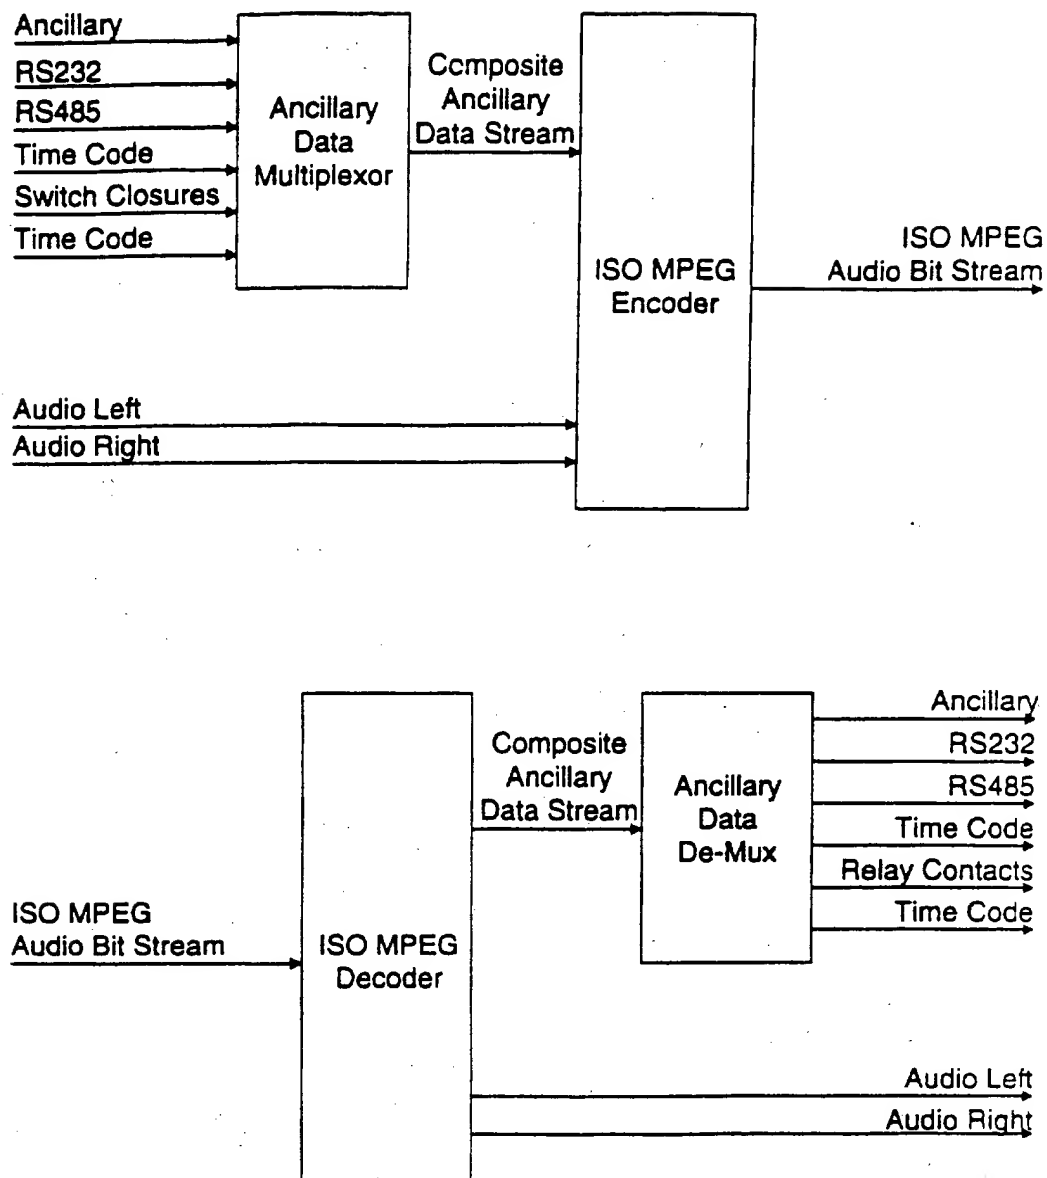 Ancillary
RS232
RS485
Time Code
Switch Closures
Time Code
Ancillary
Data
Multiplexor
Composite
Ancillary
Data Stream
ISO MPEG
Encoder
ISO MPEG
Audio Bit Stream
Audio Left
Audio Right
ISO MPEG
Audio Bit Stream
ISO MPEG
Decoder
Composite
Ancillary
Data Stream
Ancillary
Data
De-Mux
Ancillary
RS232
RS485
Time Code
Relay Contacts
Time Code
Audio Left
Audio Right